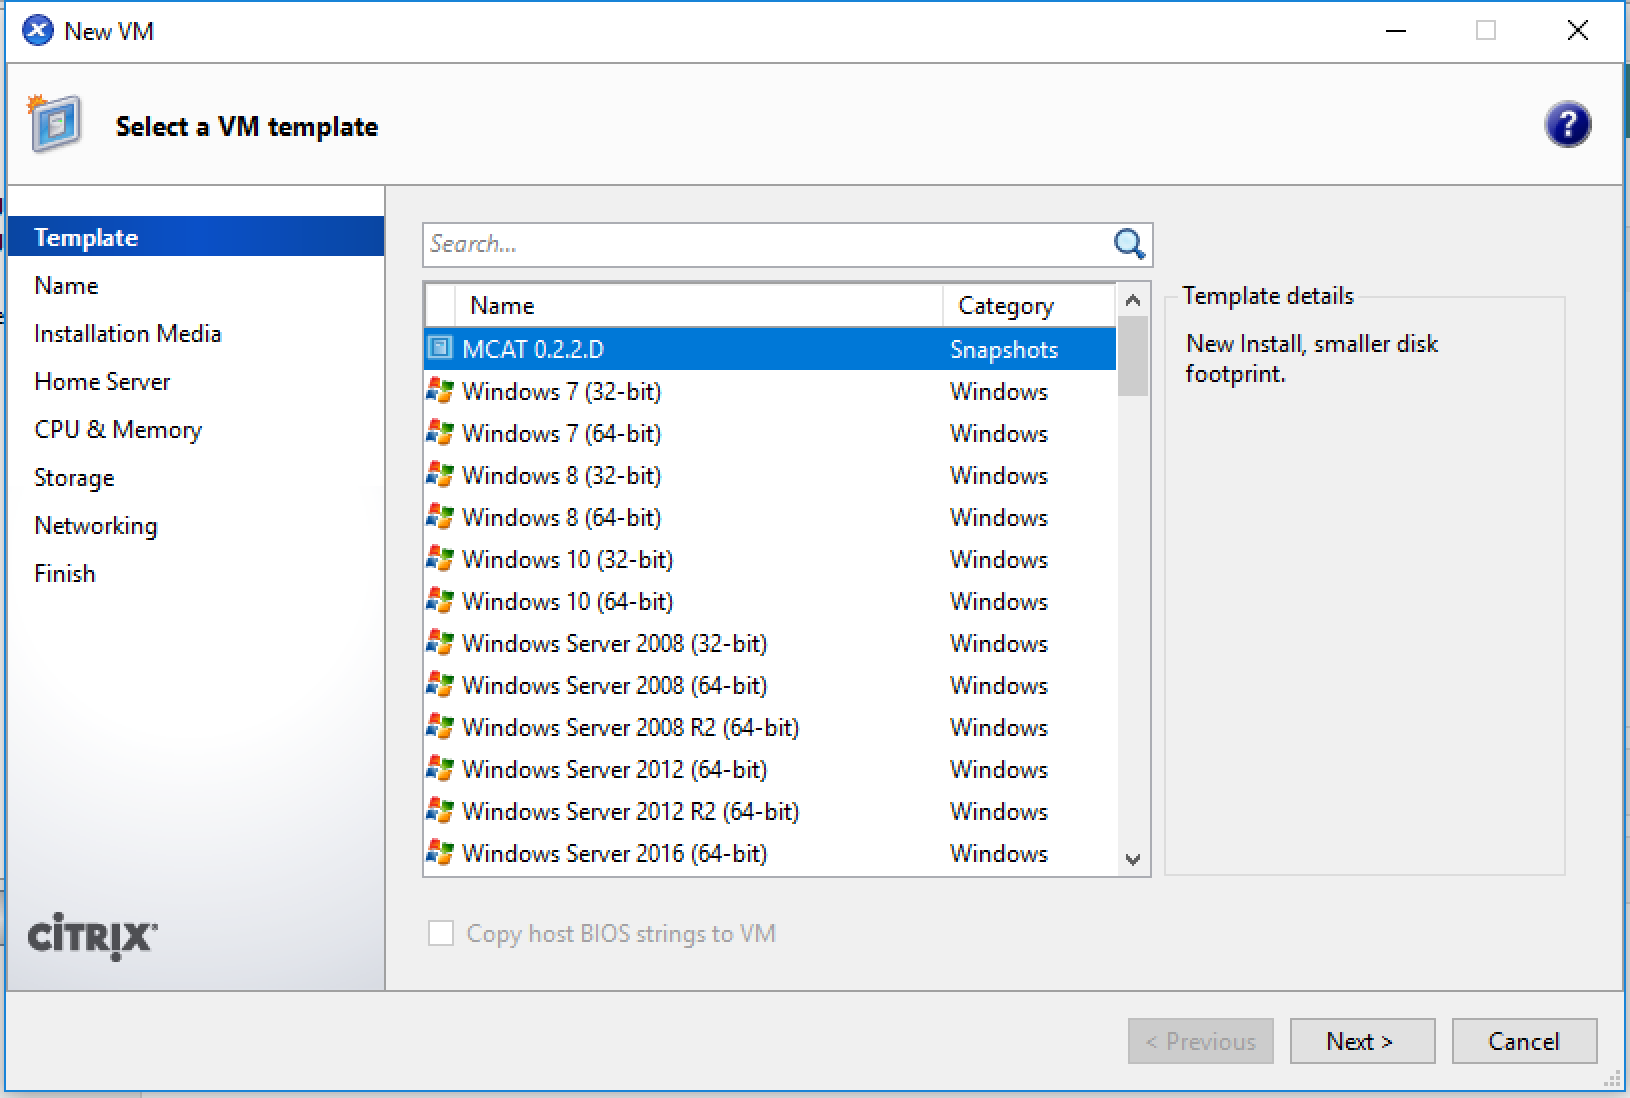 New VM
Select a VM template
?
Template
Name
Installation Media
Home Server
CPU & Memory
Storage
Networking
Finish
CITRIX
Search...
Name Category
MCAT 0.2.2.D Snapshots
Windows 7 (32-bit) Windows
Windows 7 (64-bit) Windows
Windows 8 (32-bit) Windows
Windows 8 (64-bit) Windows
Windows 10 (32-bit) Windows
Windows 10 (64-bit) Windows
Windows Server 2008 (32-bit) Windows
Windows Server 2008 (64-bit) Windows
Windows Server 2008 R2 (64-bit) Windows
Windows Server 2012 (64-bit) Windows
Windows Server 2012 R2 (64-bit) Windows
Windows Server 2016 (64-bit) Windows
Template details
New Install, smaller disk
footprint.
Copy host BIOS strings to VM
< Previous Next > Cancel